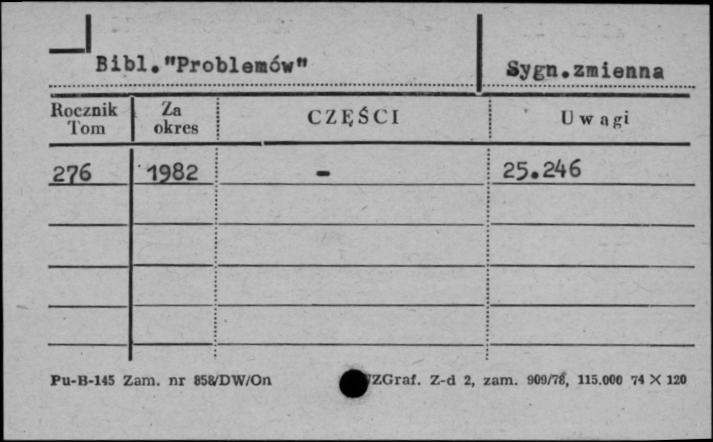 Bibl."Problemów"
Sygn.zmienna
Rocznik Tom
Za okres
CZĘŚCI
Uwagi
276 1982 - 25.246
Pu-B-145 Zam. nr 858/DW/On ZGraf. Z-d 2, zam. 909/78, 115.000 74 X 120